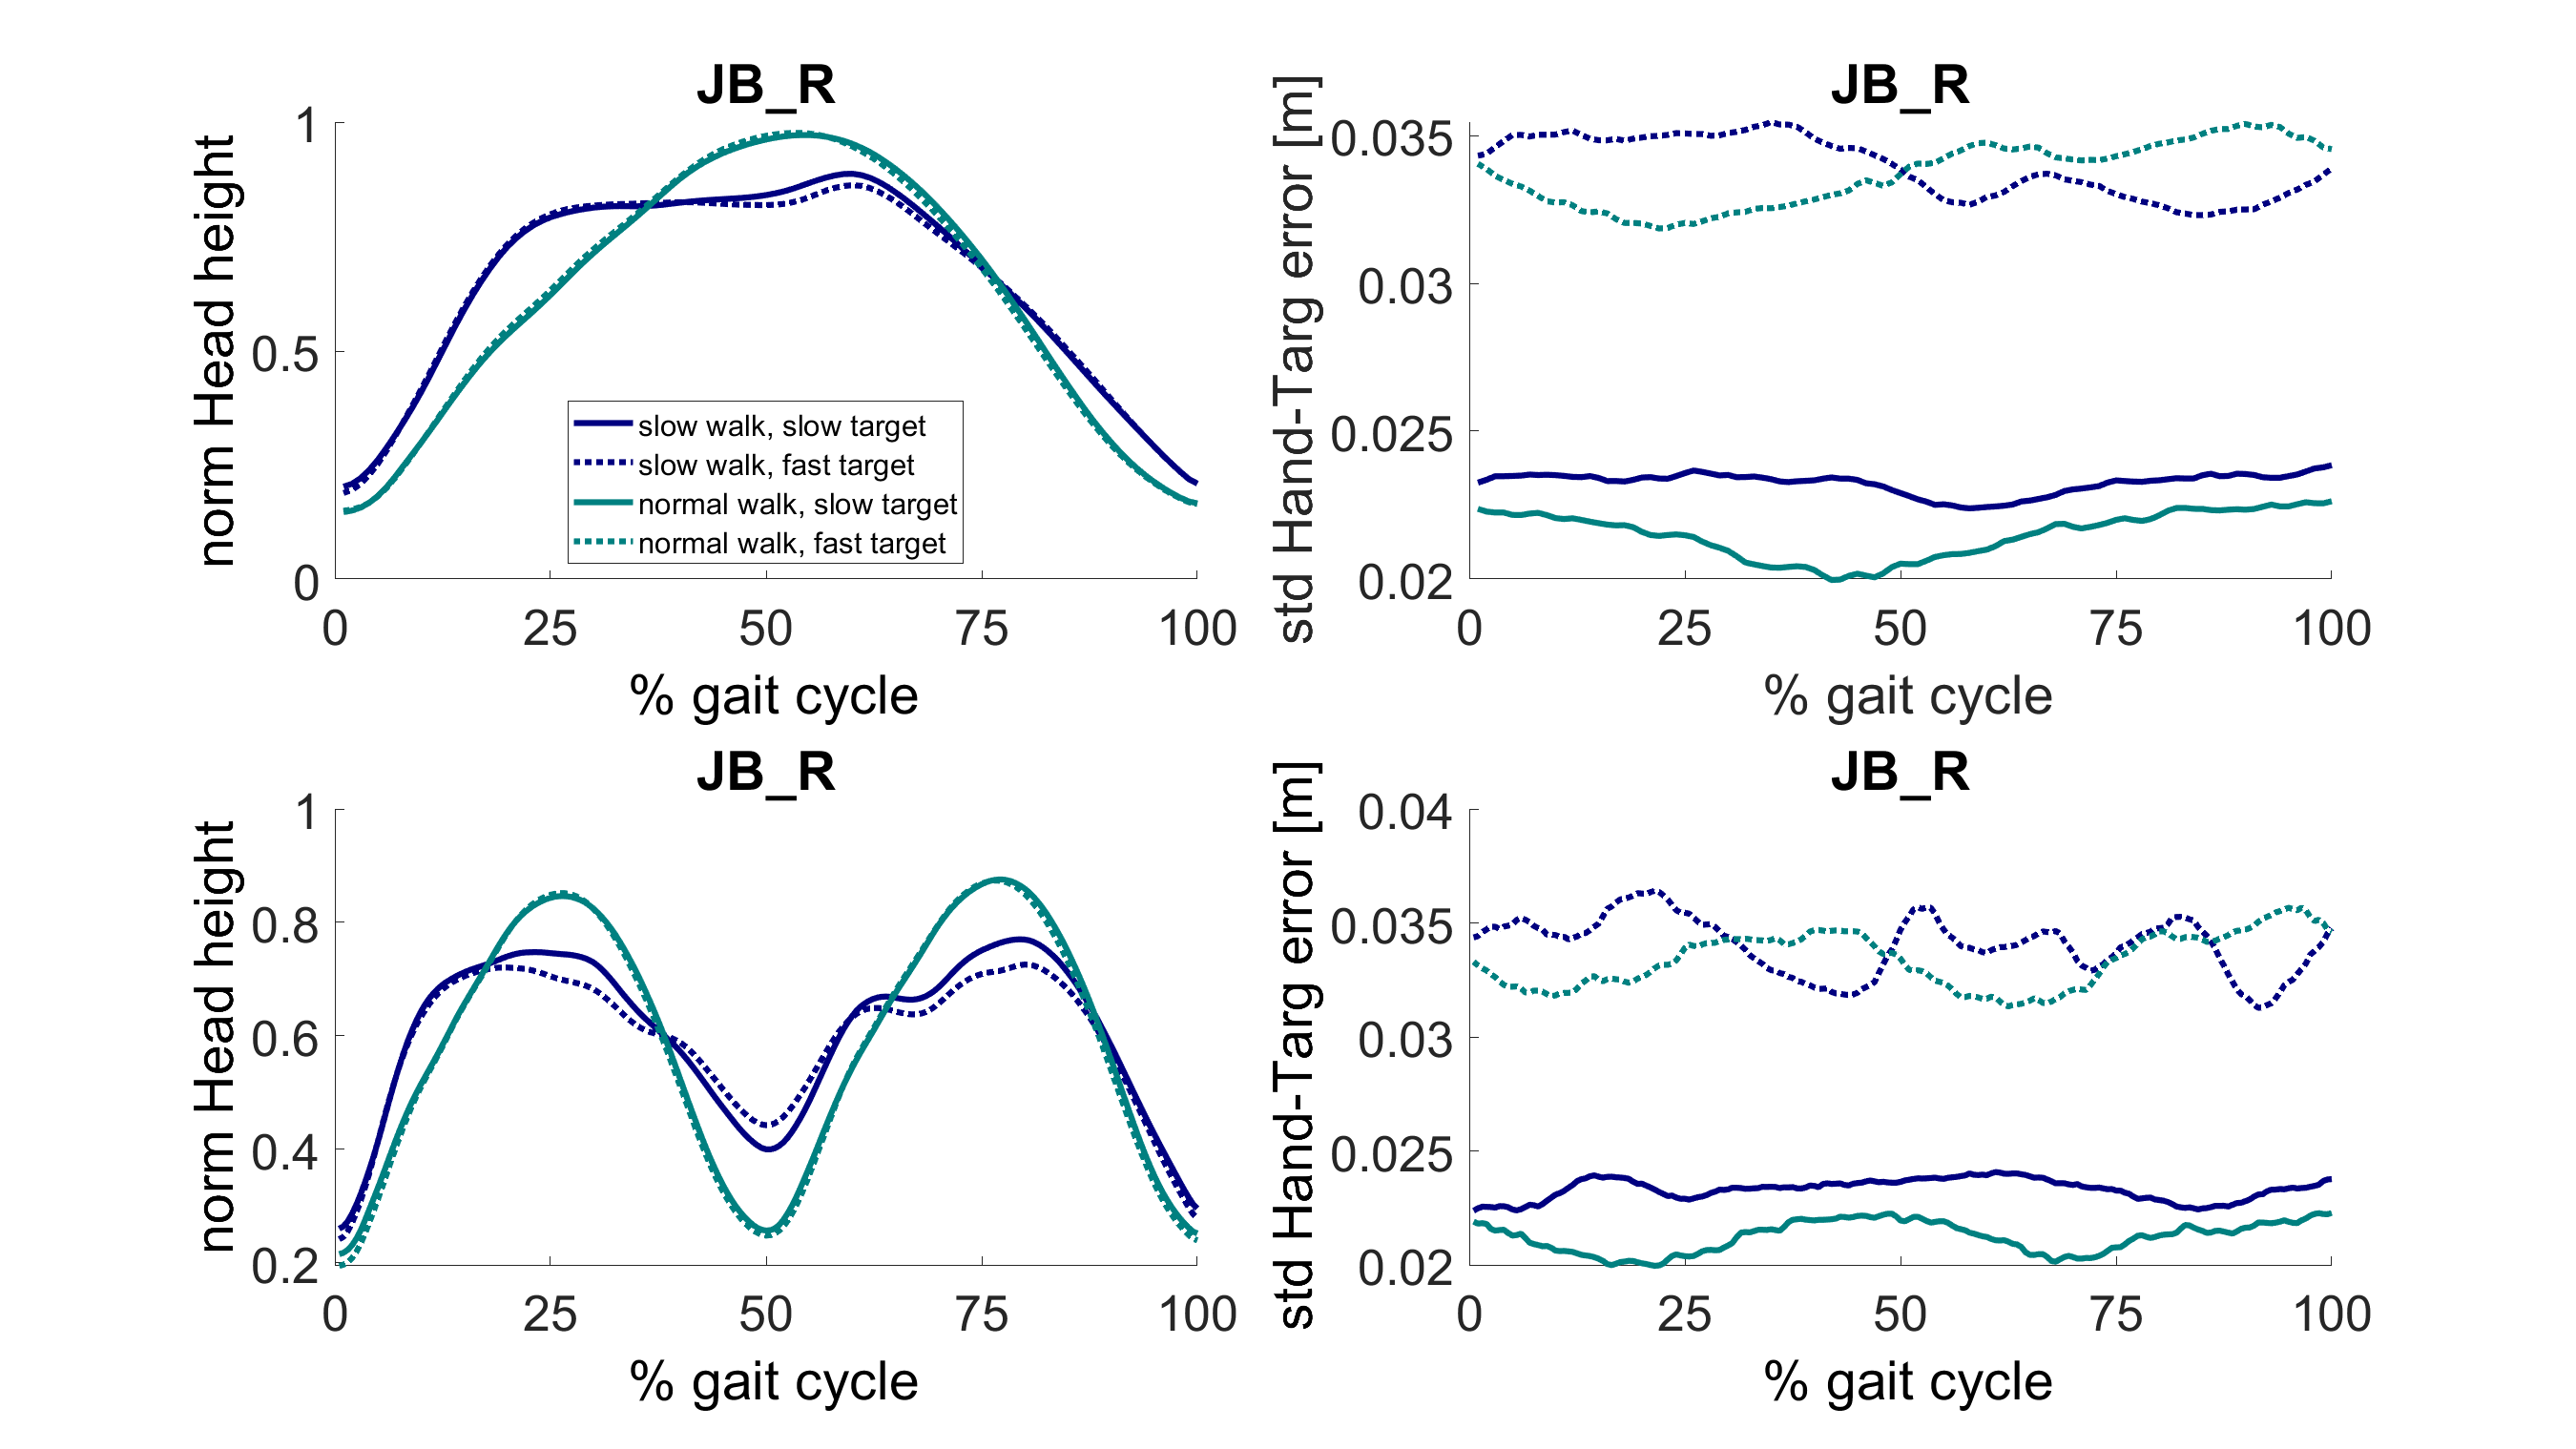 JB_R
norm Head height
1
0.5
0
slow walk, slow target
slow walk, fast target
normal walk, slow target
normal walk, fast target
0 25 50 75 100
% gait cycle
JB_R
std Hand-Targ error [m]
0.035
0.03
0.025
0.02
0 25 50 75 100
% gait cycle
JB_R
norm Head height
1
0.8
0.6
0.4
0.2
0 25 50 75 100
% gait cycle
JB_R
std Hand-Targ error [m]
0.04
0.035
0.03
0.025
0.02
0 25 50 75 100
% gait cycle